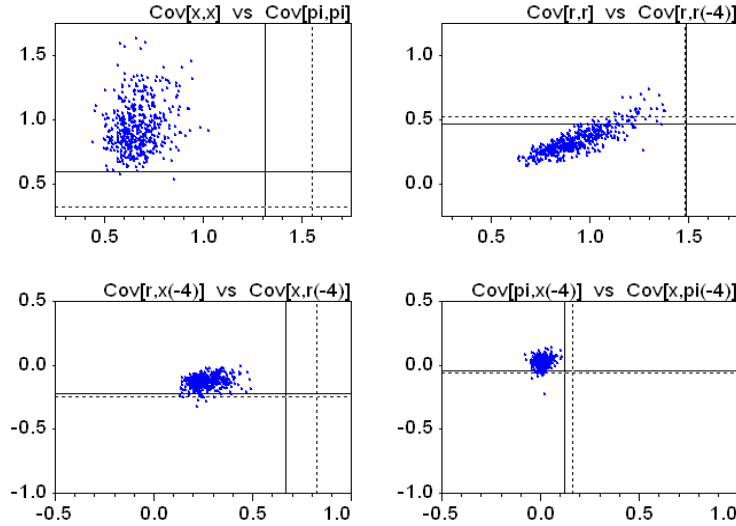 Cov[x,x] vs Cov[pi,pi]
1.5
1.0
0.5
0.5 1.0 1.5
Cov[r,r] vs Cov[r,r(-4)]
1.0
0.5
0.0
0.5 1.0 1.5
Cov[r,x(-4)] vs Cov[x,r(-4)]
0.5
0.0
-0.5
-1.0
-0.5 0.0 0.5 1.0
Cov[pi,x(-4)] vs Cov[x,pi(-4)]
0.5
0.0
-0.5
-1.0
-0.5 0.0 0.5 1.0